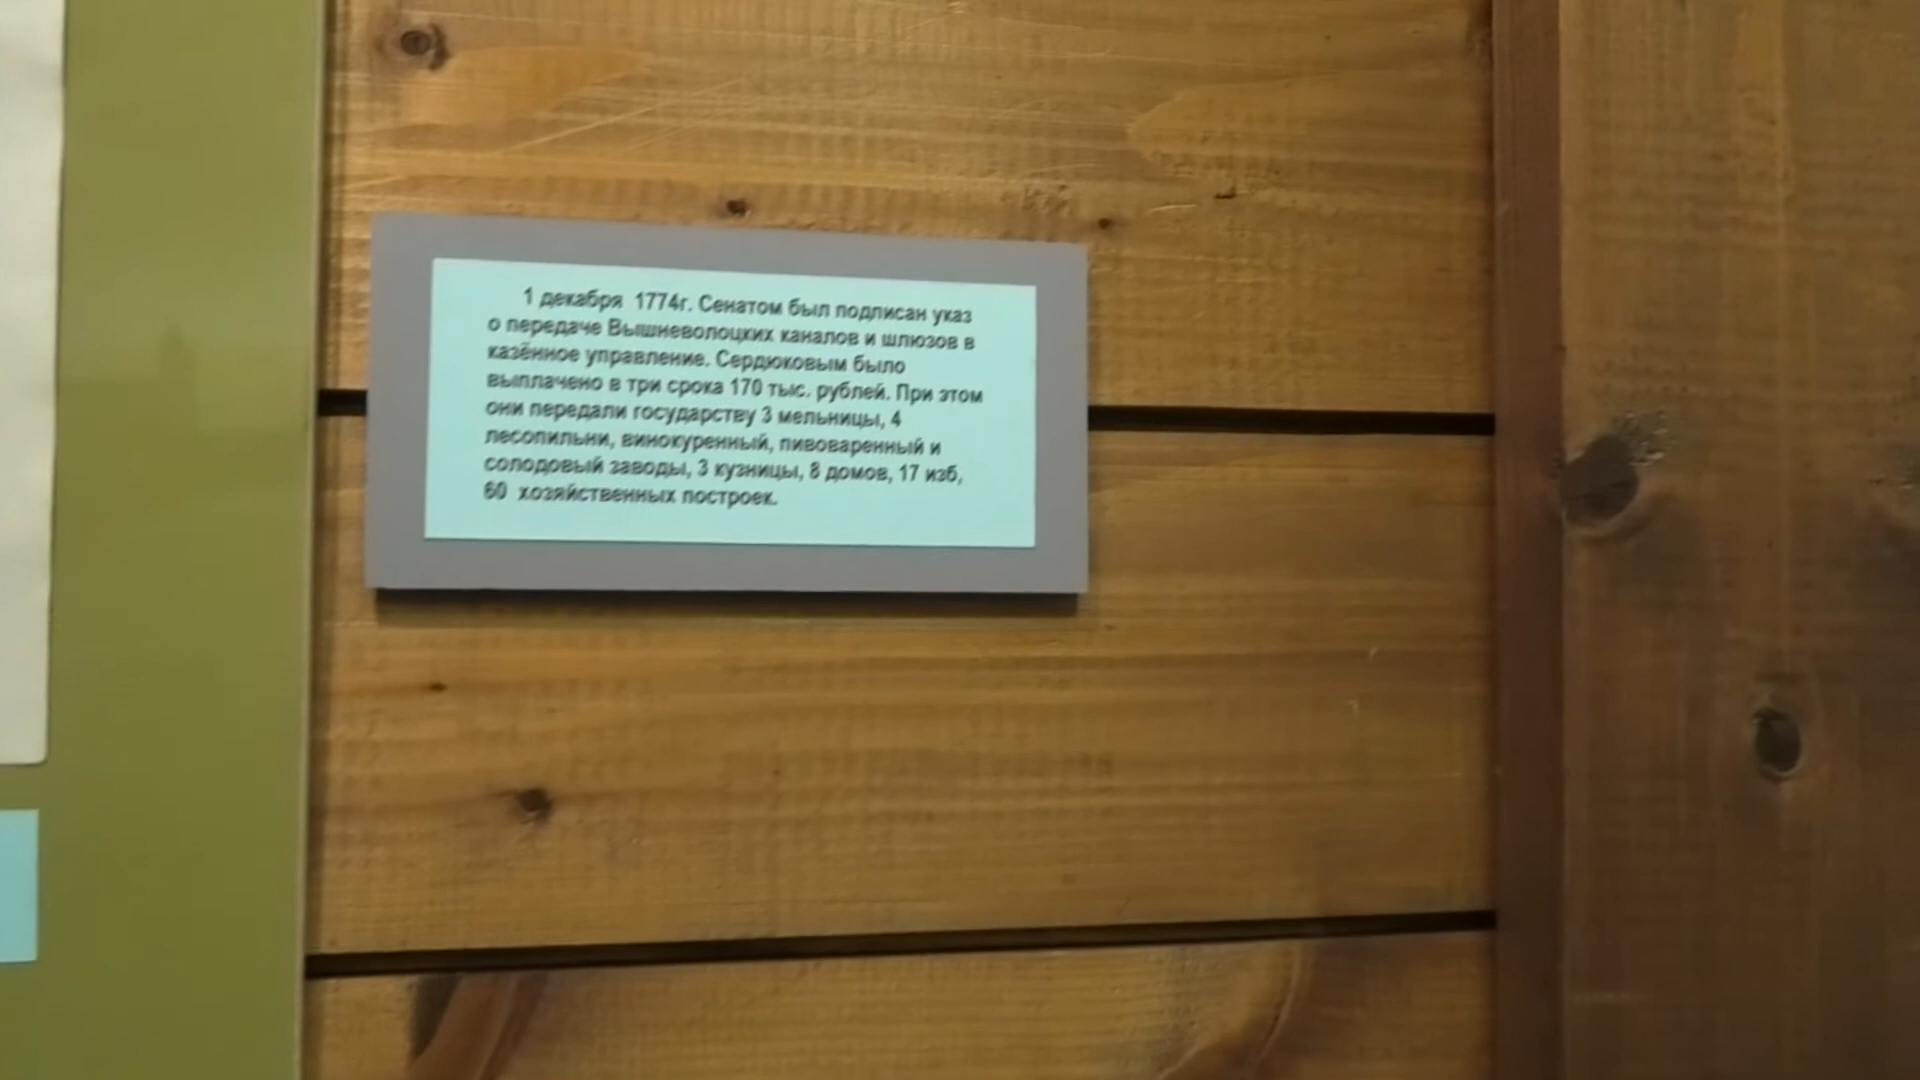 1 декабря 1774г. Сенатом был подписан указ
о передаче Вышневолоцких каналов и шлюзов в
казённое управление. Сердюковым было
выплачено в три срока 170 тыс. рублей. При этом
они передали государству 3 мельницы, 4
лесопильни, винокуренный, пивоваренный и
солодовый заводы, 3 кузницы, 8 домов, 17 изб,
60 хозяйственных построек.